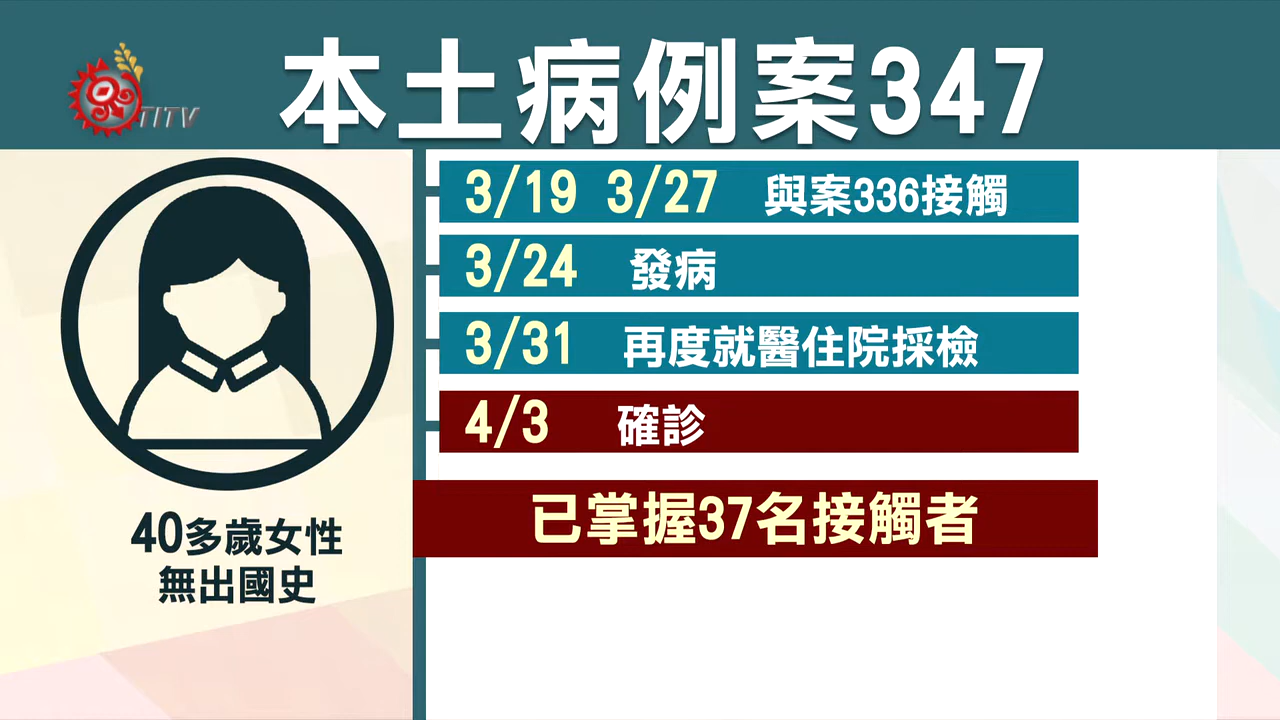 本土病例案347
TITV
3/19 3/27 與案336接觸
3/24 發病
3/31 再度就醫住院採檢
4/3 確診
已掌握37名接觸者
40多歲女性
無出國史